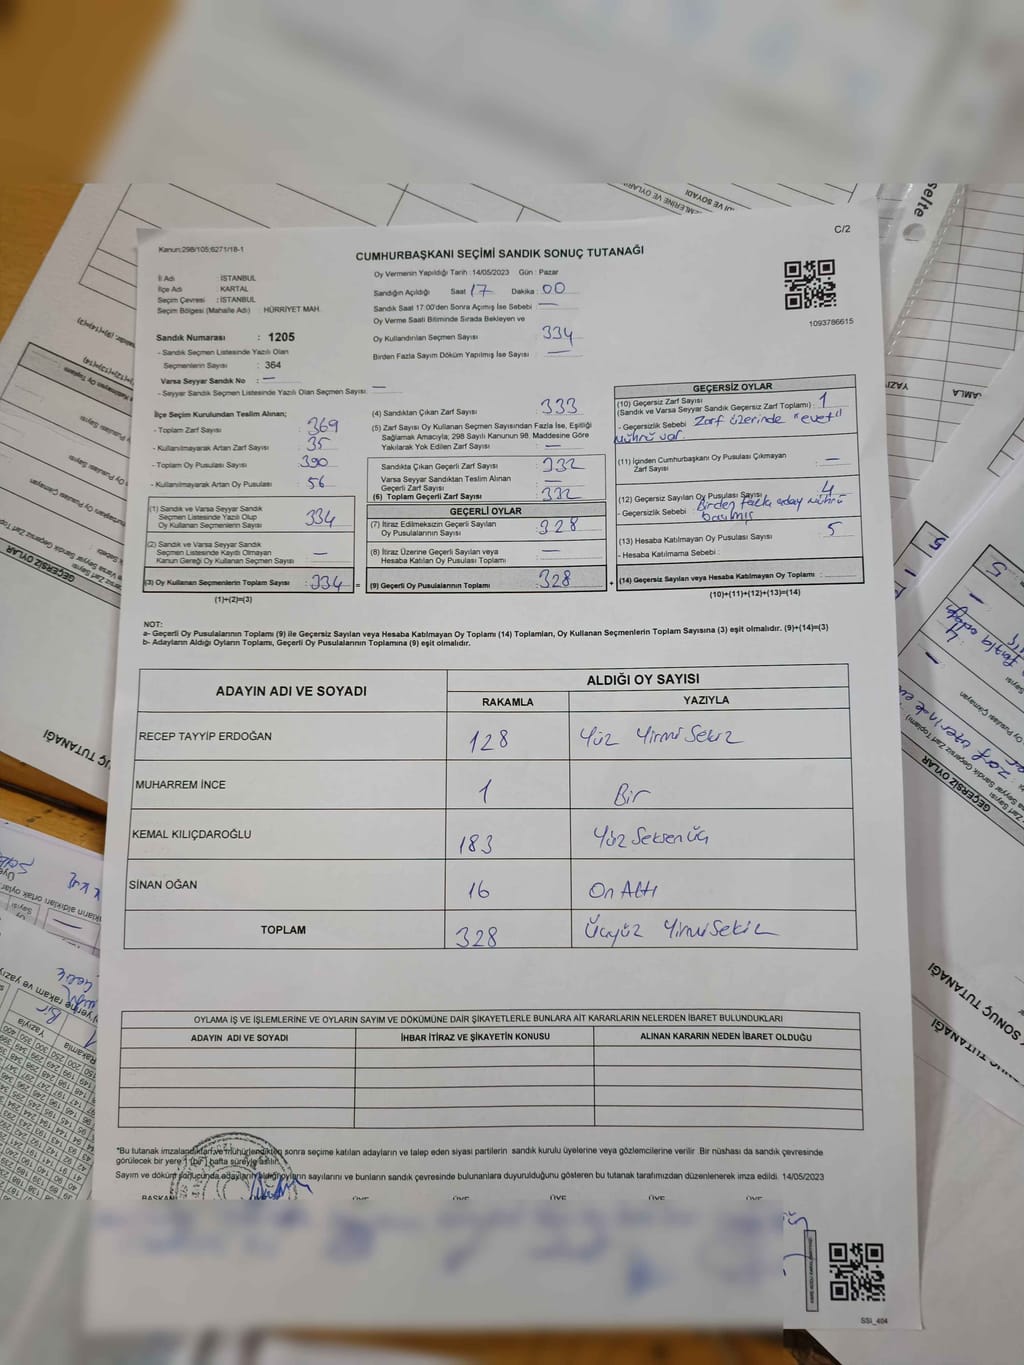 C/2
Kanun:298/105;6271/18-1
CUMHURBAŞKANI SEÇİMİ SANDIK SONUÇ TUTANAĞI
İl Adı : İSTANBUL
İlçe Adı : KARTAL
Seçim Çevresi : İSTANBUL
Seçim Bölgesi (Mahalle Adı) : HÜRRİYET MAH.
Sandık Numarası : 1205
- Sandık Seçmen Listesinde Yazılı Olan
Seçmenlerin Sayısı : 364
Varsa Seyyar Sandık No : —
- Seyyar Sandık Seçmen Listesinde Yazılı Olan Seçmen Sayısı : —
Oy Vermenin Yapıldığı Tarih : 14/05/2023 Gün : Pazar
Sandığın Açıldığı Saat 17 Dakika : 00
Sandık Saat 17:00'den Sonra Açılmış İse Sebebi : —
Oy Verme Saati Bitiminde Sırada Bekleyen ve
Oy Kullandırılan Seçmen Sayısı : 334
Birden Fazla Sayım Döküm Yapılmış İse Sayısı : —
1093786615
İlçe Seçim Kurulundan Teslim Alınan;
- Toplam Zarf Sayısı : 369
- Kullanılmayarak Artan Zarf Sayısı : 35
- Toplam Oy Pusulası Sayısı : 390
- Kullanılmayarak Artan Oy Pusulası : 56
(1) Sandık ve Varsa Seyyar Sandık
Seçmen Listesinde Yazılı Olup
Oy Kullanan Seçmenlerin Sayısı : 334
(2) Sandık ve Varsa Seyyar Sandık
Seçmen Listesinde Kayıtlı Olmayan
Kanun Gereği Oy Kullanan Seçmen Sayısı : —
(3) Oy Kullanan Seçmenlerin Toplam Sayısı : 334 =
(1)+(2)=(3)
(4) Sandıktan Çıkan Zarf Sayısı : 333
(5) Zarf Sayısı Oy Kullanan Seçmen Sayısından Fazla İse, Eşitliği
Sağlamak Amacıyla; 298 Sayılı Kanunun 98. Maddesine Göre
Yakılarak Yok Edilen Zarf Sayısı : —
Sandıkta Çıkan Geçerli Zarf Sayısı : 332
Varsa Seyyar Sandıktan Teslim Alınan
Geçerli Zarf Sayısı : —
(6) Toplam Geçerli Zarf Sayısı : 332
GEÇERLİ OYLAR
(7) İtiraz Edilmeksizin Geçerli Sayılan
Oy Pusulalarının Sayısı : 328
(8) İtiraz Üzerine Geçerli Sayılan veya
Hesaba Katılan Oy Pusulası Toplamı : —
(9) Geçerli Oy Pusulalarının Toplamı : 328 +
GEÇERSİZ OYLAR
(10) Geçersiz Zarf Sayısı
(Sandık ve Varsa Seyyar Sandık Geçersiz Zarf Toplamı) : 1
- Geçersizlik Sebebi : Zarf üzerinde "evet"
mührü var.
(11) İçinden Cumhurbaşkanı Oy Pusulası Çıkmayan
Zarf Sayısı : —
(12) Geçersiz Sayılan Oy Pusulası Sayısı : 4
- Geçersizlik Sebebi : Birden fazla aday mührü
basılmış
(13) Hesaba Katılmayan Oy Pusulası Sayısı : 5
- Hesaba Katılmama Sebebi :
(14) Geçersiz Sayılan veya Hesaba Katılmayan Oy Toplamı :
(10)+(11)+(12)+(13)=(14)
NOT:
a- Geçerli Oy Pusulalarının Toplamı (9) ile Geçersiz Sayılan veya Hesaba Katılmayan Oy Toplamı (14) Toplamları, Oy Kullanan Seçmenlerin Toplam Sayısına (3) eşit olmalıdır. (9)+(14)=(3)
b- Adayların Aldığı Oyların Toplamı, Geçerli Oy Pusulalarının Toplamına (9) eşit olmalıdır.
ADAYIN ADI VE SOYADI ALDIĞI OY SAYISI
RAKAMLA YAZIYLA
RECEP TAYYİP ERDOĞAN 128 Yüz Yirmi Sekiz
MUHARREM İNCE 1 Bir
KEMAL KILIÇDAROĞLU 183 Yüz Seksen Üç
SİNAN OĞAN 16 On Altı
TOPLAM 328 Üçyüz Yirmi Sekiz
OYLAMA İŞ VE İŞLEMLERİNE VE OYLARIN SAYIM VE DÖKÜMÜNE DAİR ŞİKAYETLERLE BUNLARA AİT KARARLARIN NELERDEN İBARET BULUNDUKLARI
ADAYIN ADI VE SOYADI İHBAR İTİRAZ VE ŞİKAYETİN KONUSU ALINAN KARARIN NEDEN İBARET OLDUĞU
*Bu tutanak imzalandıktan ve mühürlendikten sonra seçime katılan adayların ve talep eden siyasi partilerin sandık kurulu üyelerine veya gözlemcilerine verilir. Bir nüshası da sandık çevresinde
görülecek bir yere 1 (bir) hafta süreyle asılır.
Sayım ve döküm sonucunda adayların aldığı oyların sayılarını ve bunların sandık çevresinde bulunanlara duyurulduğunu gösteren bu tutanak tarafımızdan düzenlenerek imza edildi. 14/05/2023
BAŞKAN ÜYE ÜYE ÜYE ÜYE ÜYE
SSI_404